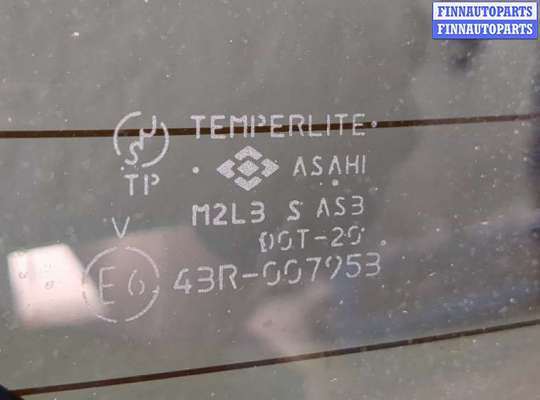 FINNAUTOPARTS
FINNAUTOPARTS
TEMPERLITE
ASAHI
TP
M2L3 S AS3
V
DOT-20
E6 43R-007953